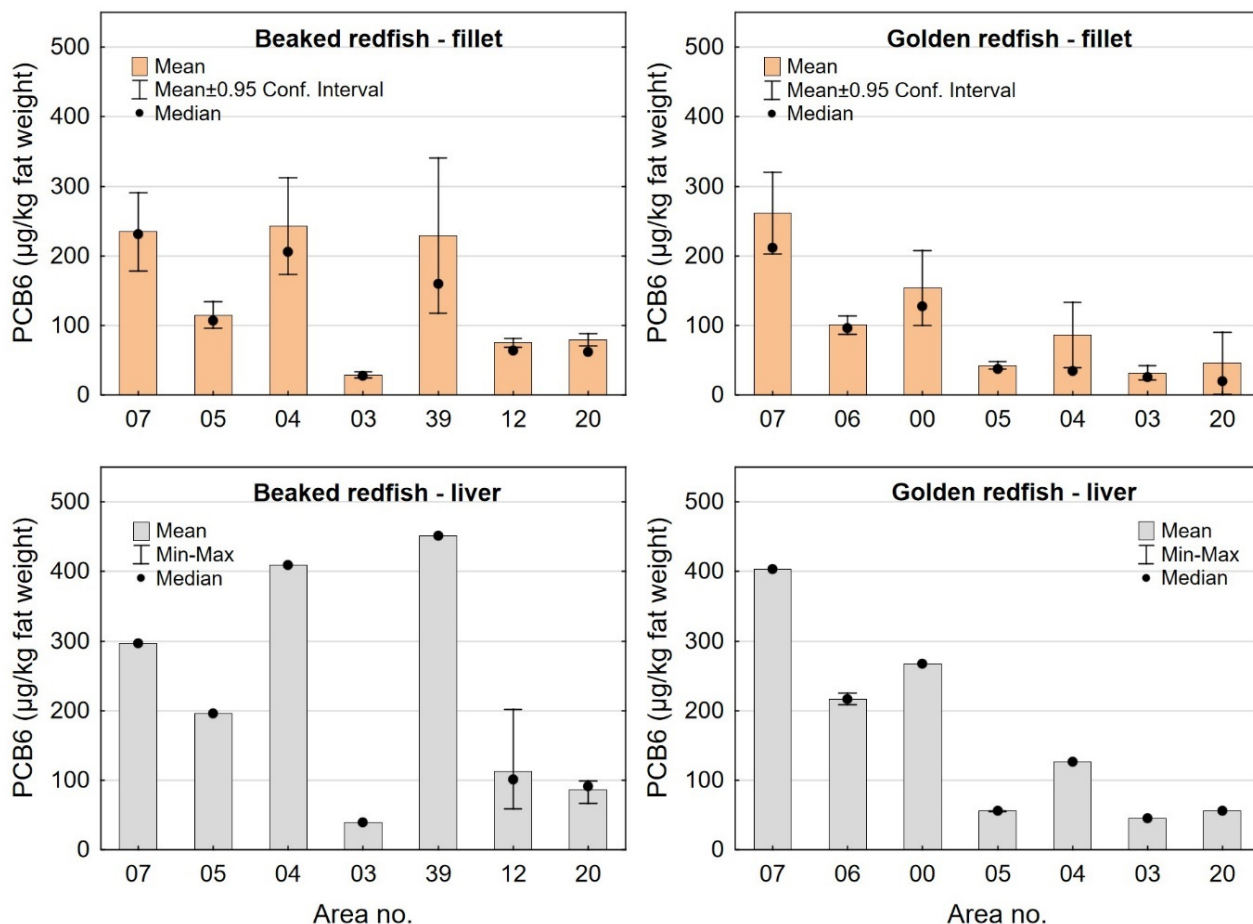 Beaked redfish - fillet
Mean
Mean±0.95 Conf. Interval
Median
PCB6 (µg/kg fat weight)
500
400
300
200
100
0
07 05 04 03 39 12 20
Golden redfish - fillet
Mean
Mean±0.95 Conf. Interval
Median
PCB6 (µg/kg fat weight)
500
400
300
200
100
0
07 06 00 05 04 03 20
Beaked redfish - liver
Mean
Min-Max
Median
PCB6 (µg/kg fat weight)
500
400
300
200
100
0
07 05 04 03 39 12 20
Area no.
Golden redfish - liver
Mean
Min-Max
Median
PCB6 (µg/kg fat weight)
500
400
300
200
100
0
07 06 00 05 04 03 20
Area no.